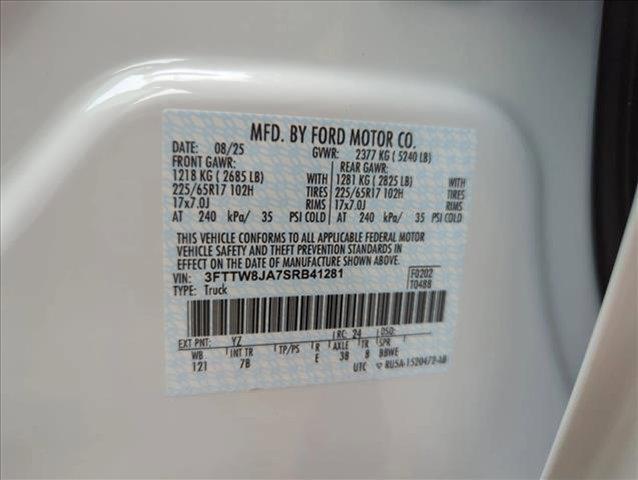 MFD. BY FORD MOTOR CO.
DATE: 08/25 GVWR: 2377 KG ( 5240 LB)
FRONT GAWR: REAR GAWR:
1218 KG ( 2685 LB) 1281 KG ( 2825 LB)
225/65R17 102H TIRES 225/65R17 102H TIRES
17x7.0J RIMS 17x7.0J RIMS
AT 240 kPa/ 35 PSI COLD AT 240 kPa/ 35 PSI COLD
THIS VEHICLE CONFORMS TO ALL APPLICABLE FEDERAL MOTOR
VEHICLE SAFETY AND THEFT PREVENTION STANDARDS IN
EFFECT ON THE DATE OF MANUFACTURE SHOWN ABOVE.
VIN: 3FTTW8JA7SRB41281
TYPE: Truck
F0202
T0488
EXT PNT: YZ RC: 24 DSO:
WB INT TR TP/PS R AXLE TR SPR
121 7B E 38 8 BBWE
UTC RU5A-1520472-AB